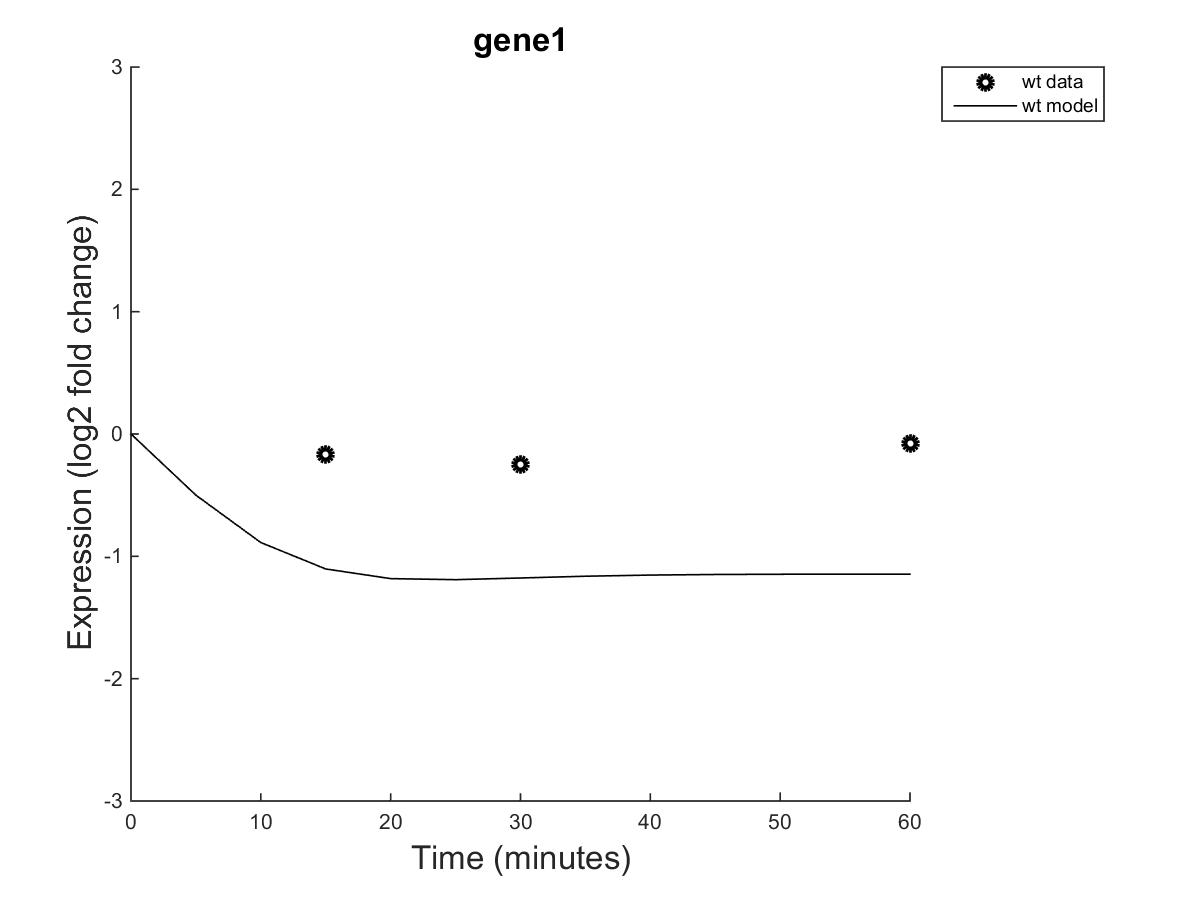 gene1
wt data
wt model
Expression (log2 fold change)
3
2
1
0
-1
-2
-3
0 10 20 30 40 50 60
Time (minutes)